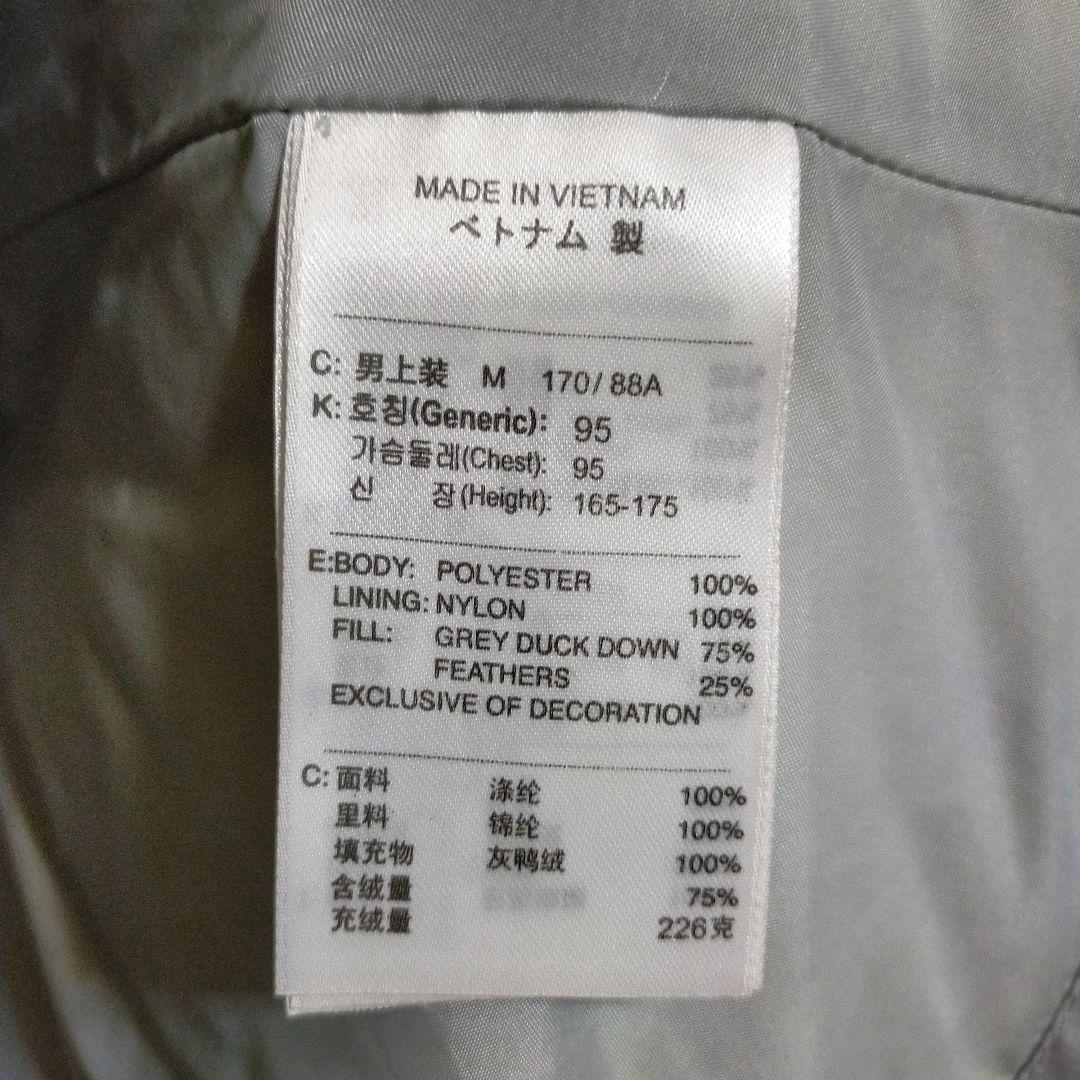 MADE IN VIETNAM
ベトナム 製
C: 男上装 M 170/88A
K: 호칭(Generic): 95
가슴둘레(Chest): 95
신 장(Height): 165-175
E:BODY: POLYESTER 100%
LINING: NYLON 100%
FILL: GREY DUCK DOWN 75%
FEATHERS 25%
EXCLUSIVE OF DECORATION
C: 面料 涤纶 100%
里料 锦纶 100%
填充物 灰鸭绒 100%
含绒量 75%
充绒量 226克